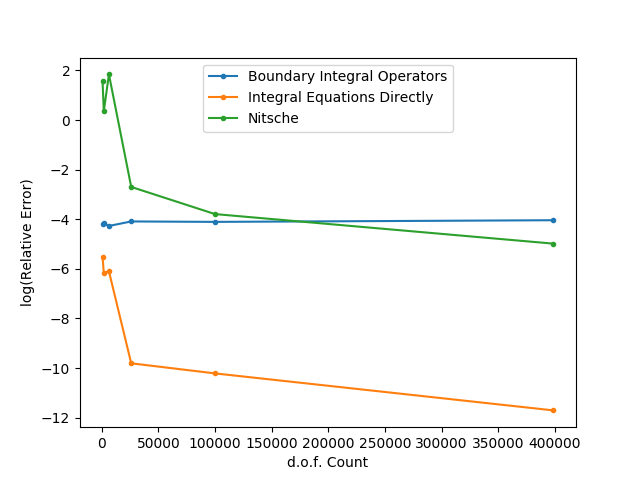 Boundary Integral Operators
Integral Equations Directly
Nitsche
log(Relative Error)
2
0
−2
−4
−6
−8
−10
−12
0 50000 100000 150000 200000 250000 300000 350000 400000
d.o.f. Count